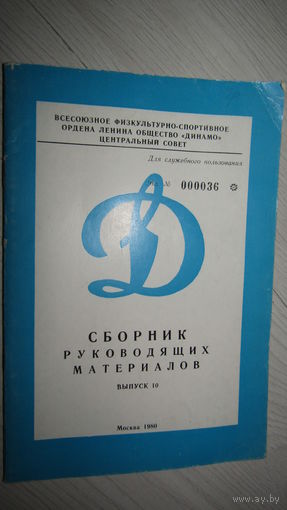 ВСЕСОЮЗНОЕ ФИЗКУЛЬТУРНО-СПОРТИВНОЕ
ОРДЕНА ЛЕНИНА ОБЩЕСТВО «ДИНАМО»
ЦЕНТРАЛЬНЫЙ СОВЕТ
Для служебного пользования
№ 000036
Д
СБОРНИК
РУКОВОДЯЩИХ
МАТЕРИАЛОВ
ВЫПУСК 10
Москва 1980
www.ay.by